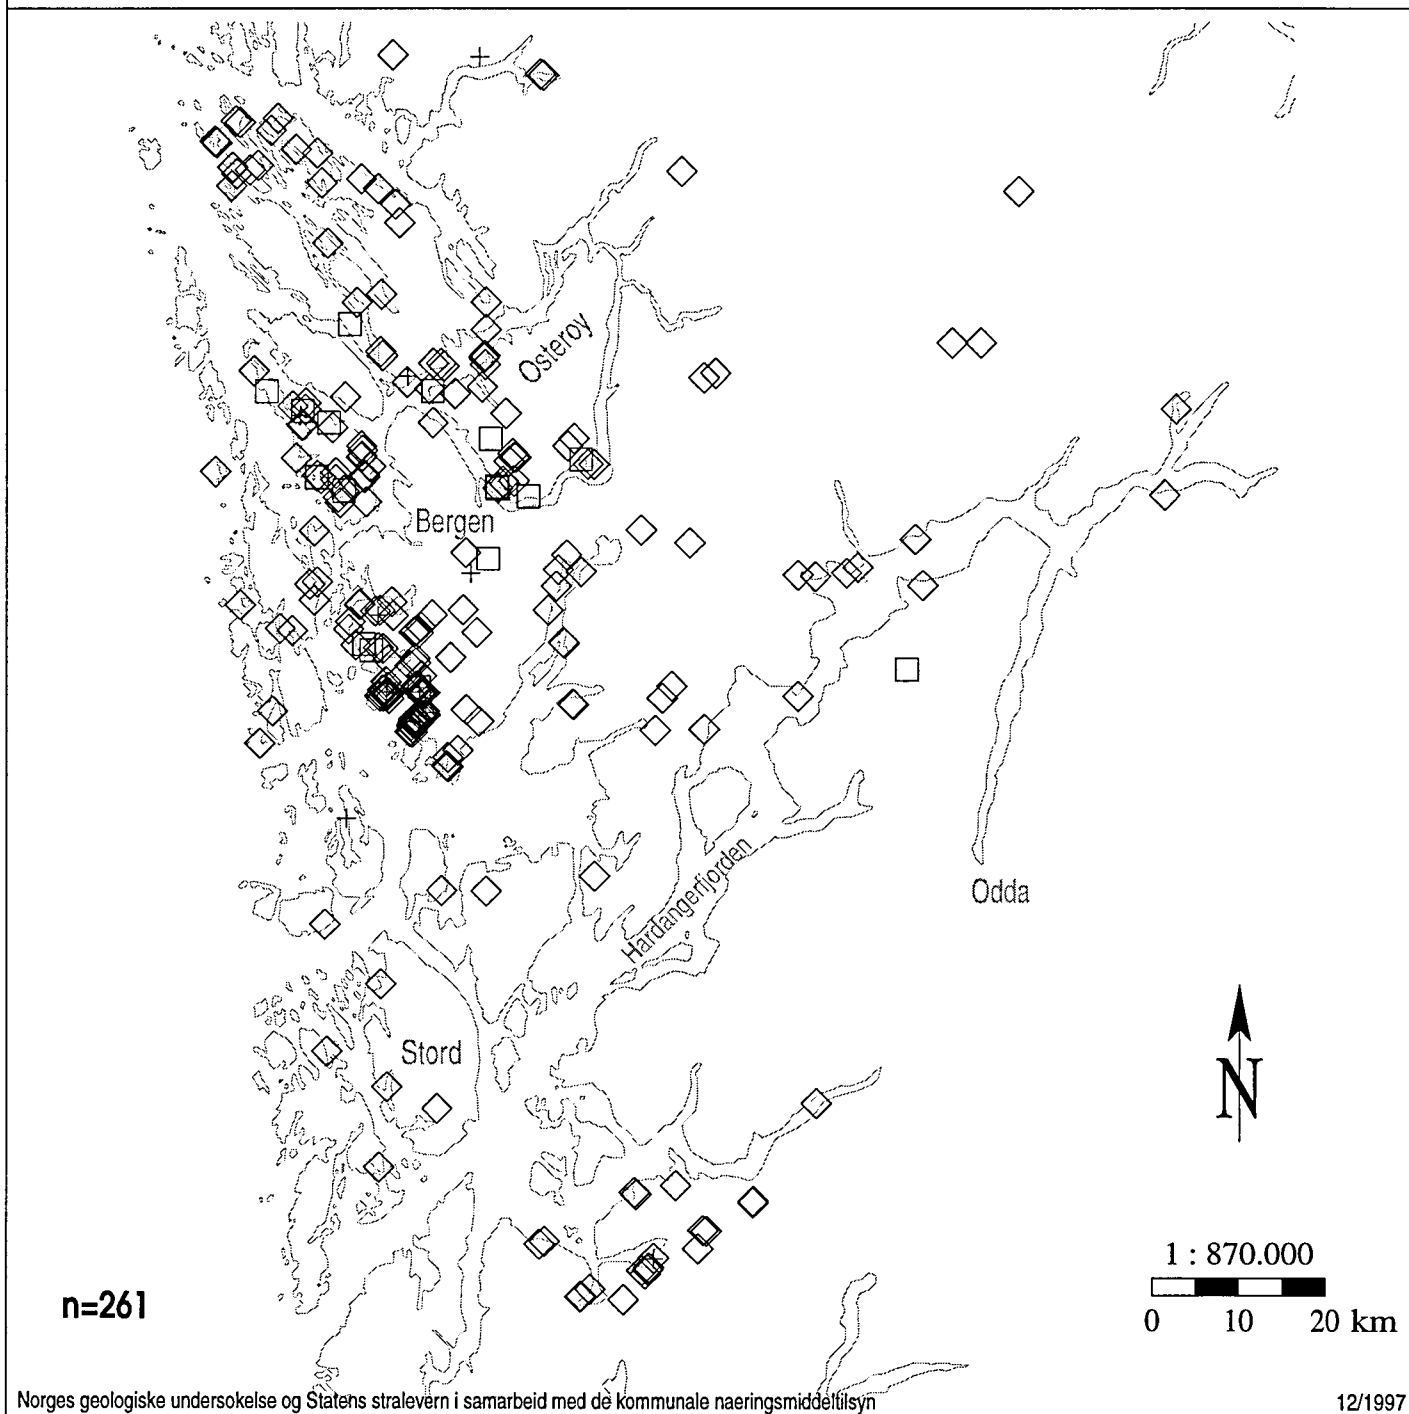 Osteroy
Bergen
Hardangerfjorden
Odda
Stord
N
1 : 870.000
0 10 20 km
n=261
Norges geologiske undersokelse og Statens stralevern i samarbeid med de kommunale naeringsmiddeltilsyn
12/1997